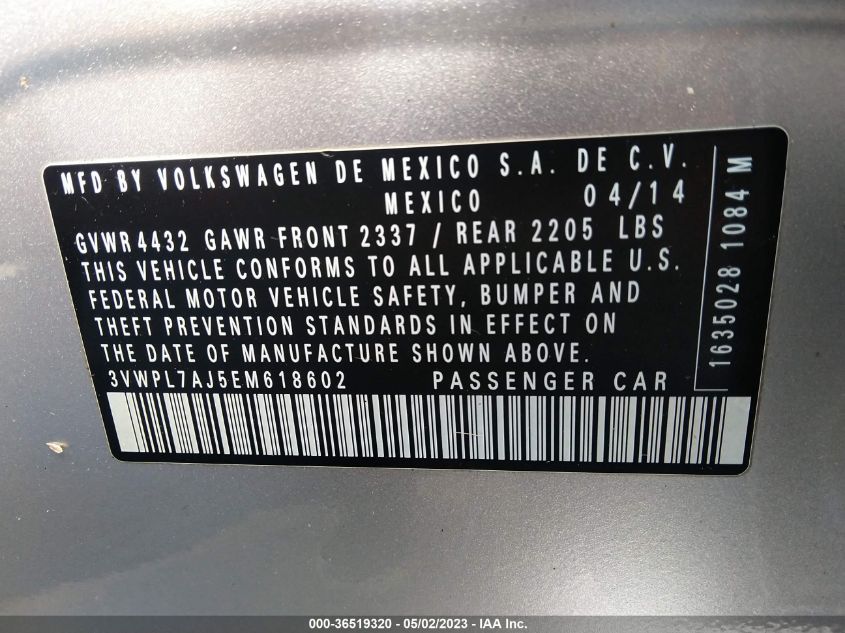 MFD BY VOLKSWAGEN DE MEXICO S.A. DE C.V.
MEXICO 04/14
GVWR 4432 GAWR FRONT 2337 / REAR 2205 LBS
THIS VEHICLE CONFORMS TO ALL APPLICABLE U.S.
FEDERAL MOTOR VEHICLE SAFETY, BUMPER AND
THEFT PREVENTION STANDARDS IN EFFECT ON
THE DATE OF MANUFACTURE SHOWN ABOVE.
3VWPL7AJ5EM618602 PASSENGER CAR
1635028 1084 M
000-36519320 - 05/02/2023 - IAA Inc.